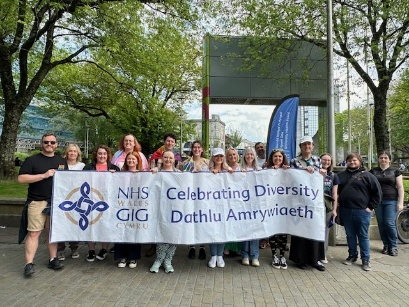 NHS
WALES
GIG
CYMRU
Celebrating Diversity
Dathlu Amrywiaeth